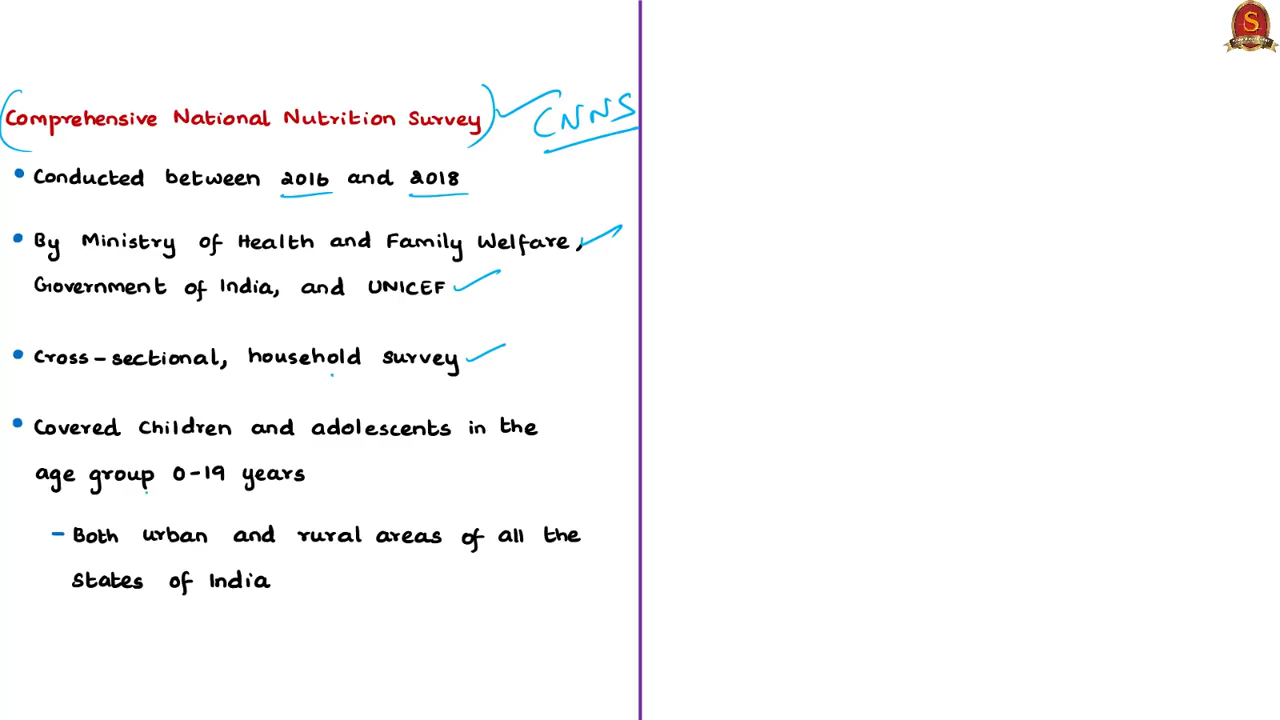 Comprehensive National Nutrition Survey CNNS
• Conducted between 2016 and 2018
• By Ministry of Health and Family Welfare,
Government of India, and UNICEF
• Cross-sectional, household survey
• Covered Children and adolescents in the
age group 0-19 years
- Both urban and rural areas of all the
states of India
S